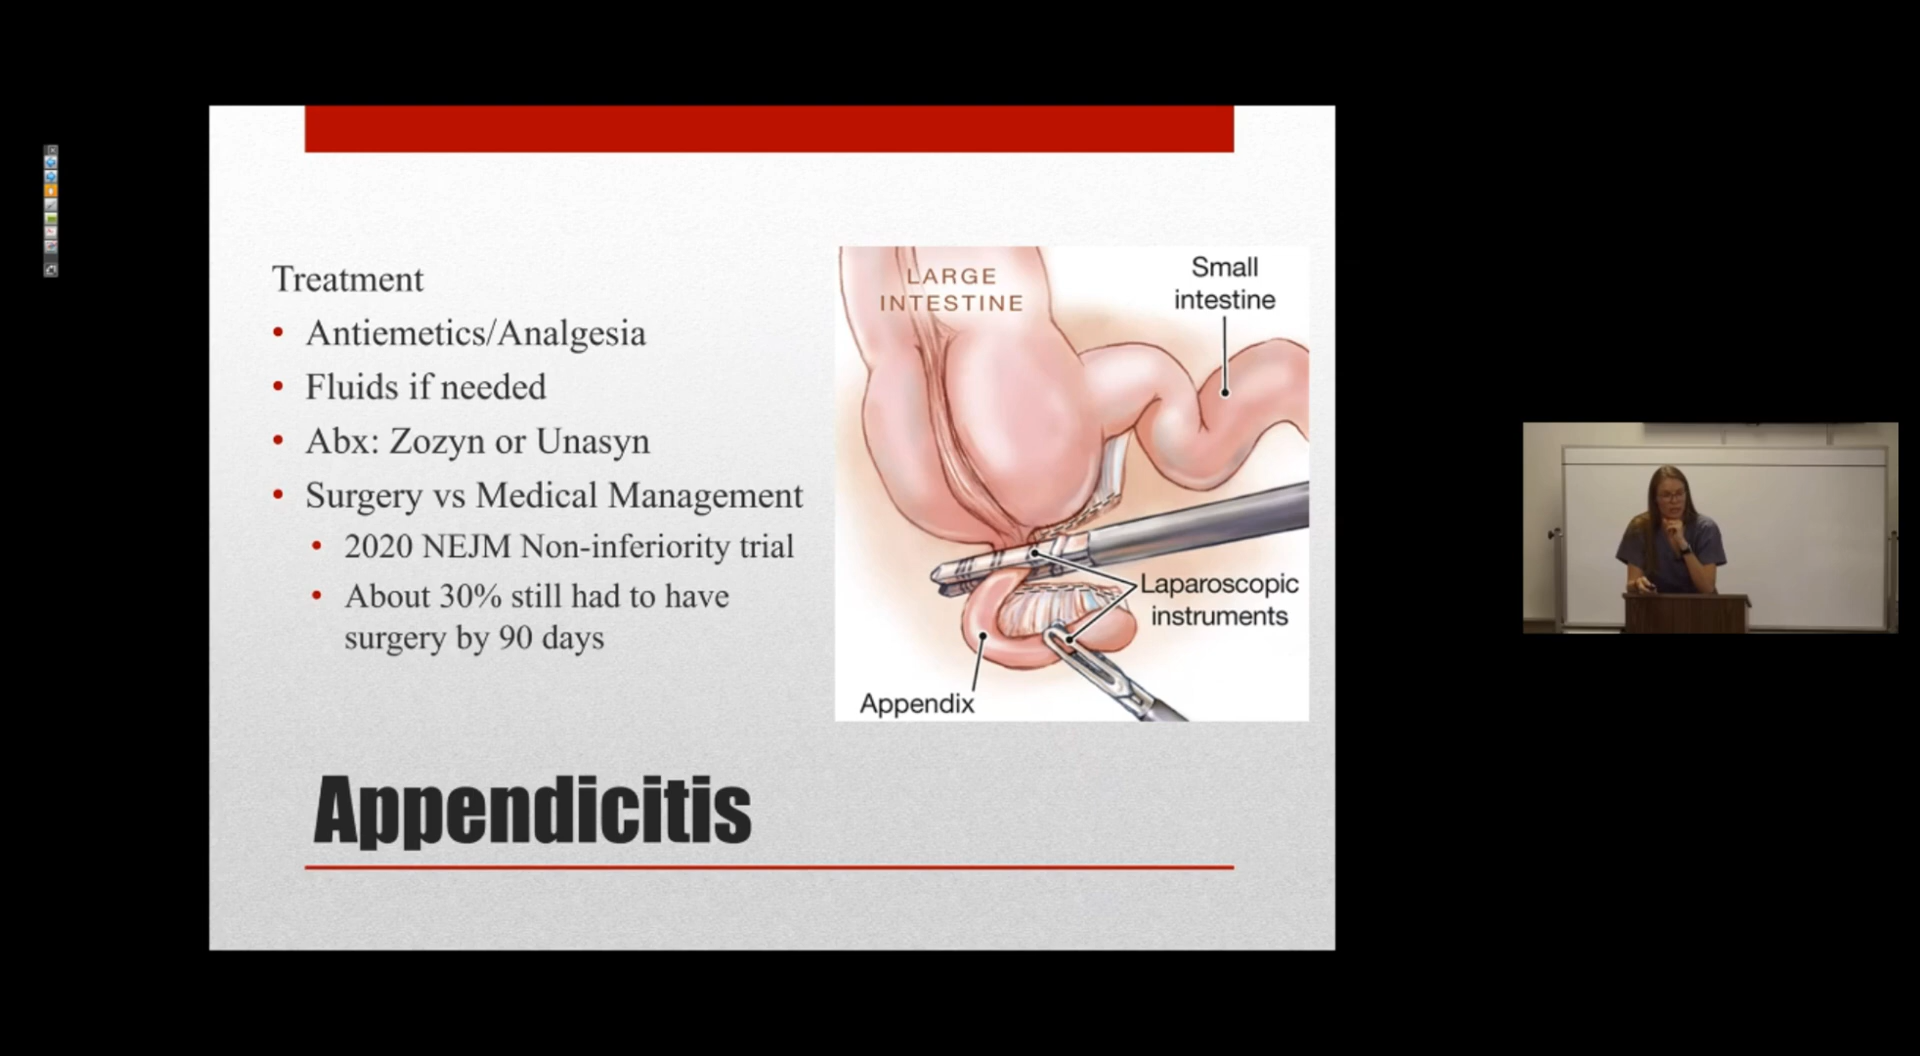 Treatment
• Antiemetics/Analgesia
• Fluids if needed
• Abx: Zozyn or Unasyn
• Surgery vs Medical Management
• 2020 NEJM Non-inferiority trial
• About 30% still had to have
surgery by 90 days
LARGE
INTESTINE
Small
intestine
Laparoscopic
instruments
Appendix
Appendicitis